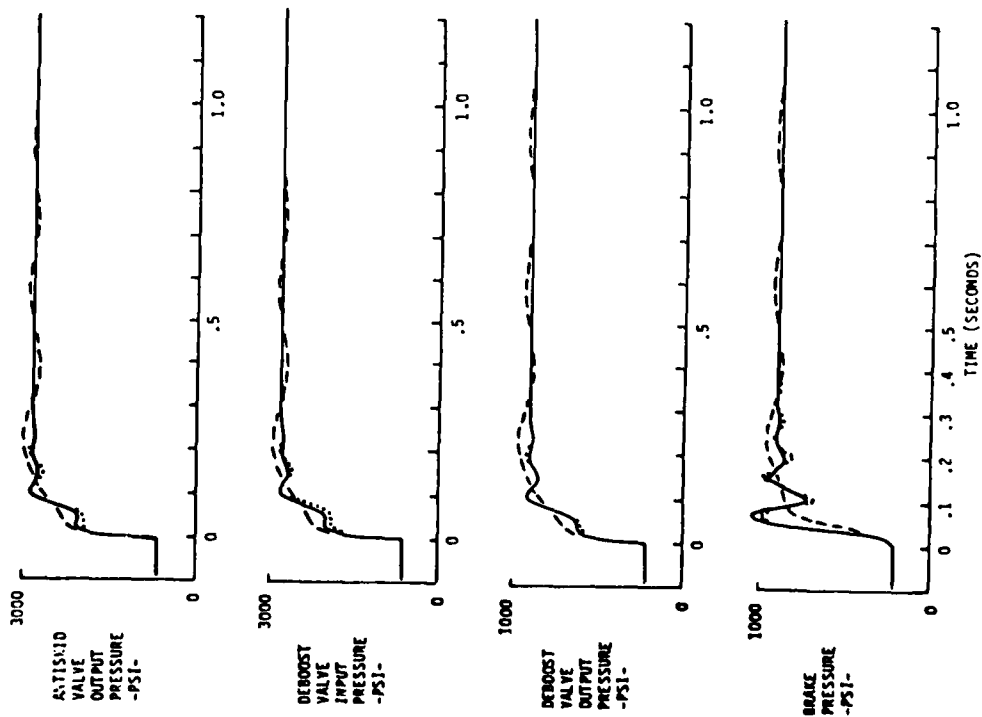 ANTISKID
VALVE
OUTPUT
PRESSURE
-PSI-
3000
0
0
.5
1.0
DEBOOST
VALVE
INPUT
PRESSURE
-PSI-
3000
0
0
.5
1.0
DEBOOST
VALVE
OUTPUT
PRESSURE
-PSI-
1000
0
0
.5
1.0
BRAKE
PRESSURE
-PSI-
1000
0
0
.1
.2
.3
.4
.5
1.0
TIME (SECONDS)